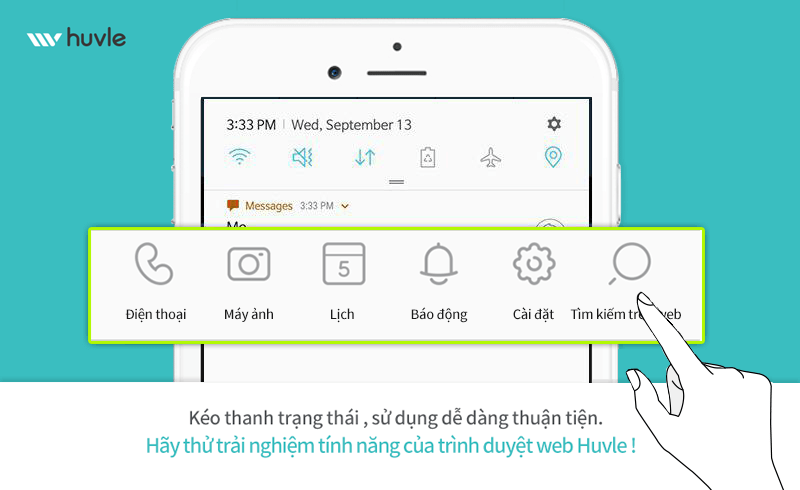 huvle
3:33 PM Wed, September 13
Messages 3:33 PM
5
Điện thoại Máy ảnh Lịch Báo động Cài đặt Tìm kiếm web
Kéo thanh trạng thái , sử dụng dễ dàng thuận tiện.
Hãy thử trải nghiệm tính năng của trình duyệt web Huvle !